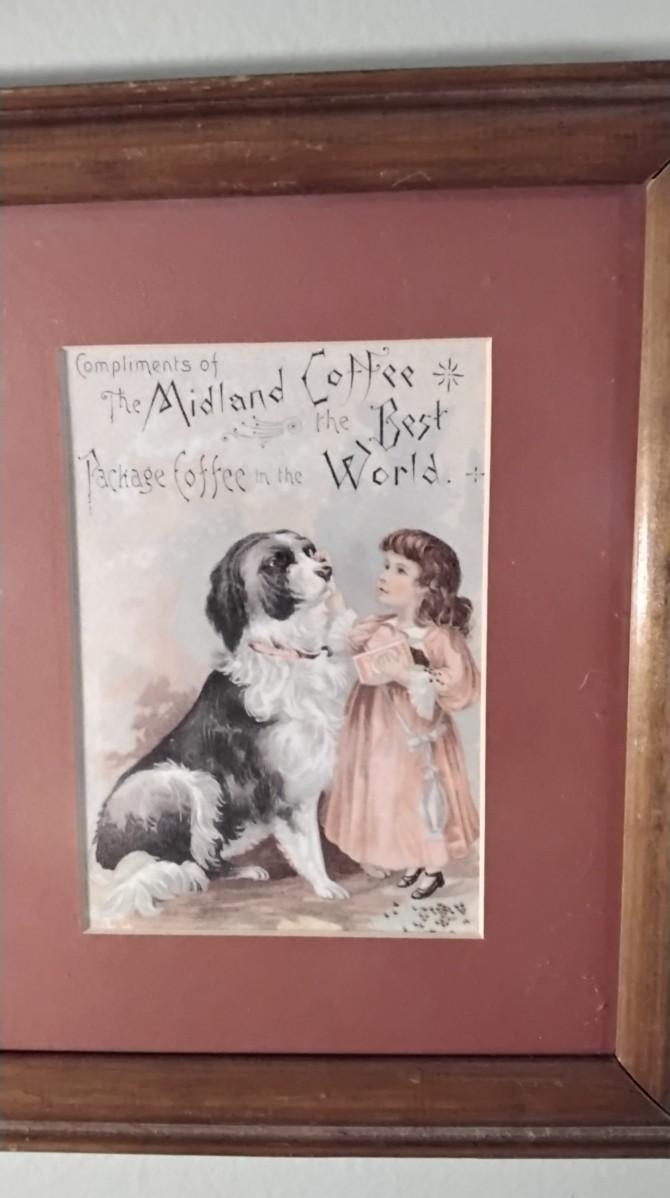 Compliments of
The Midland Coffee
the Best
Package Coffee in the World.